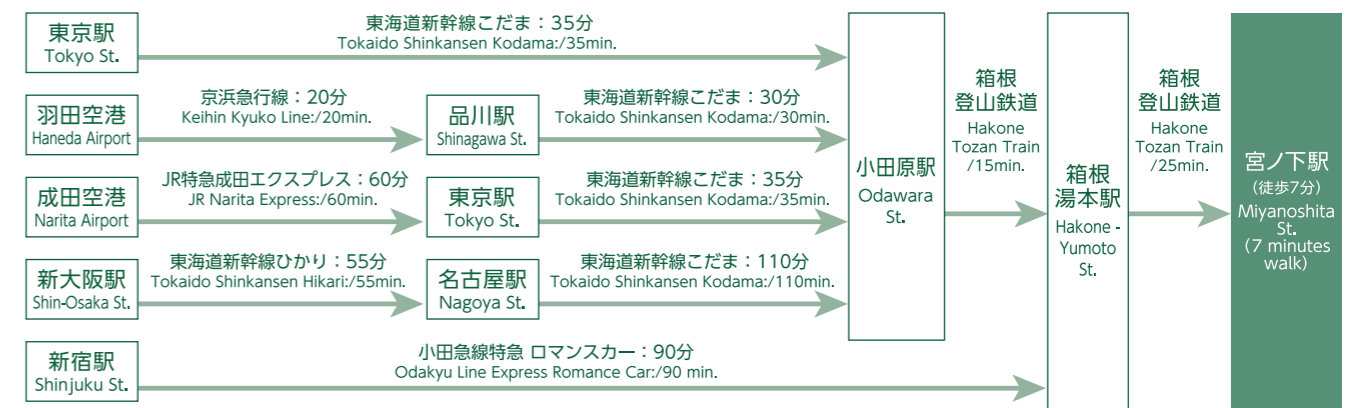 東京駅
Tokyo St.
東海道新幹線こだま：35分
Tokaido Shinkansen Kodama:/35min.
羽田空港
Haneda Airport
京浜急行線：20分
Keihin Kyuko Line:/20min.
品川駅
Shinagawa St.
東海道新幹線こだま：30分
Tokaido Shinkansen Kodama:/30min.
成田空港
Narita Airport
JR特急成田エクスプレス：60分
JR Narita Express:/60min.
東京駅
Tokyo St.
東海道新幹線こだま：35分
Tokaido Shinkansen Kodama:/35min.
新大阪駅
Shin-Osaka St.
東海道新幹線ひかり：55分
Tokaido Shinkansen Hikari:/55min.
名古屋駅
Nagoya St.
東海道新幹線こだま：110分
Tokaido Shinkansen Kodama:/110min.
新宿駅
Shinjuku St.
小田急線特急 ロマンスカー：90分
Odakyu Line Express Romance Car:/90 min.
小田原駅
Odawara
St.
箱根
登山鉄道
Hakone
Tozan Train
/15min.
箱根
湯本駅
Hakone -
Yumoto
St.
箱根
登山鉄道
Hakone
Tozan Train
/25min.
宮ノ下駅
（徒歩7分）
Miyanoshita
St.
(7 minutes
walk)